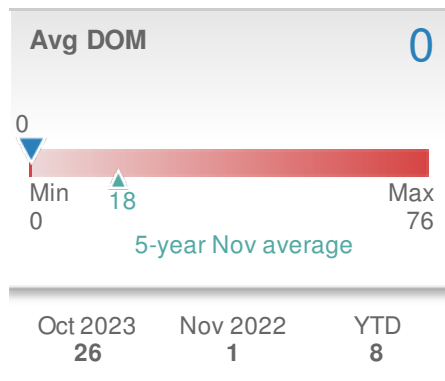 Avg DOM 0
0
Min Max
0 18 76
5-year Nov average
Oct 2023 Nov 2022 YTD
26 1 8